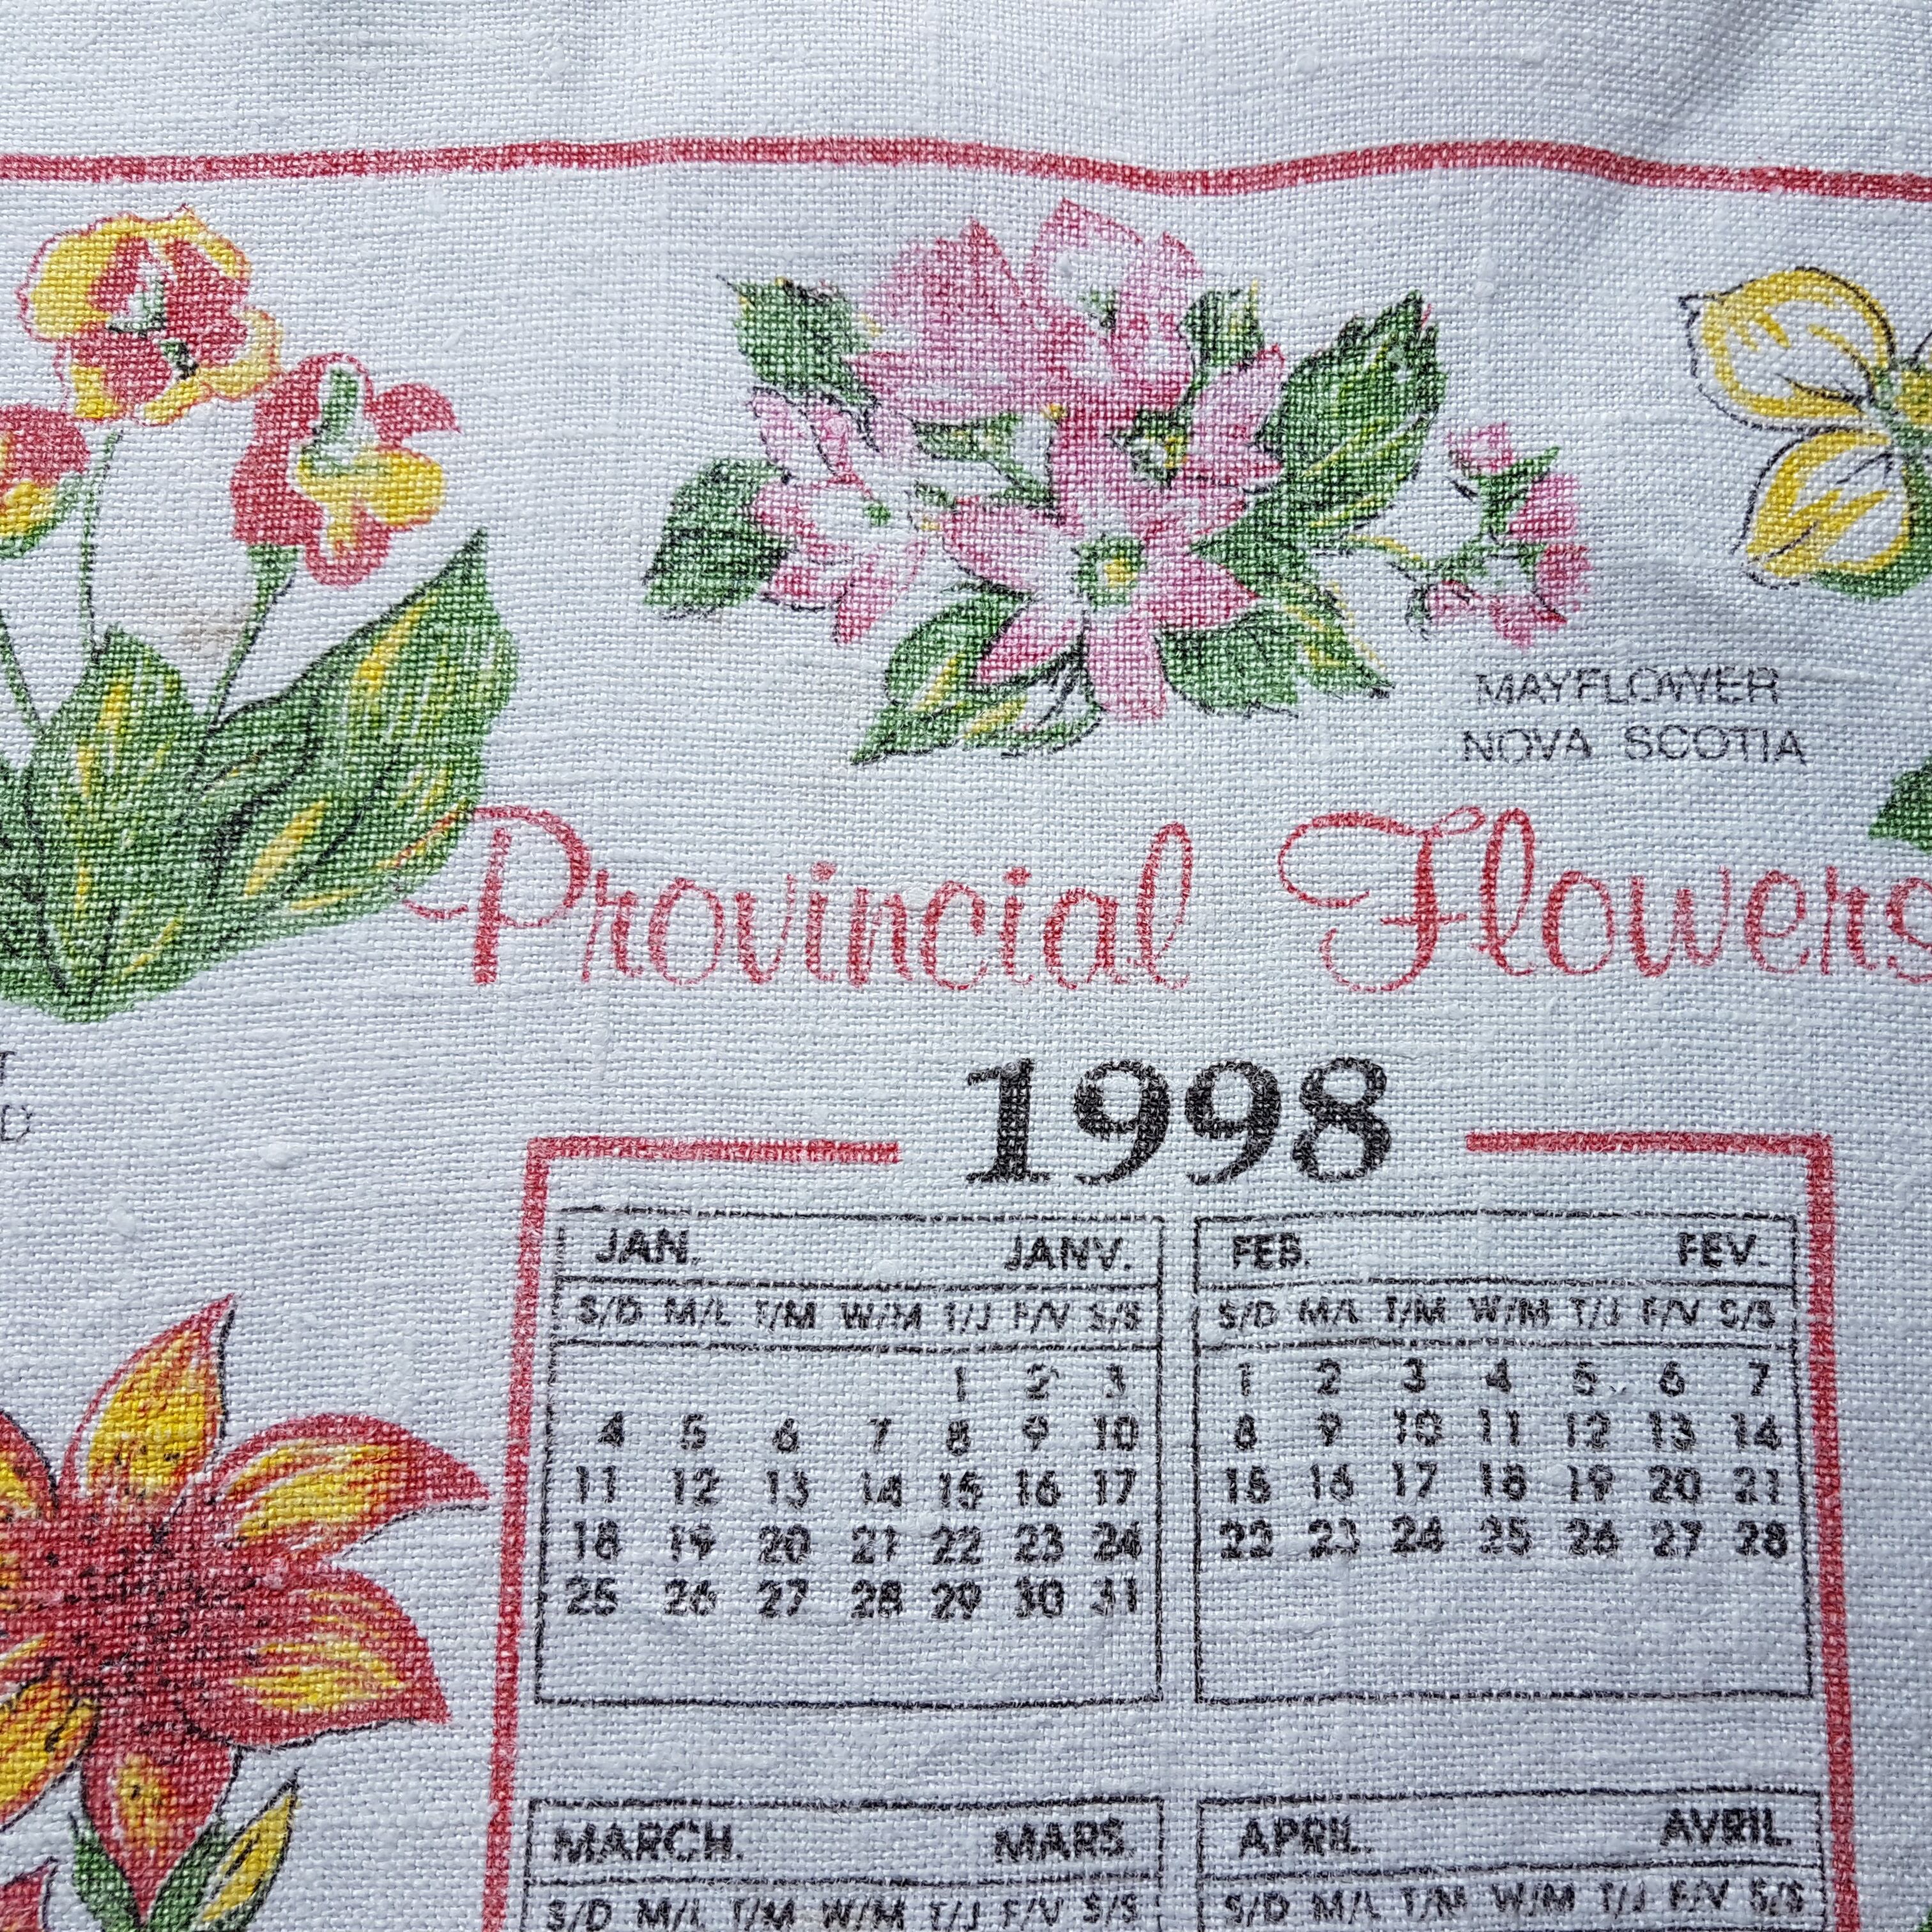 MAYFLOWER
NOVA SCOTIA
Provincial Flowers
1998
JAN. JANV.
S/D M/L T/M W/M T/J F/V S/S
1 2 3
4 5 6 7 8 9 10
11 12 13 14 15 16 17
18 19 20 21 22 23 24
25 26 27 28 29 30 31
FEB. FEV.
S/D M/L T/M W/M T/J F/V S/S
1 2 3 4 5 6 7
8 9 10 11 12 13 14
15 16 17 18 19 20 21
22 23 24 25 26 27 28
MARCH. MARS.
S/D M/L T/M W/M T/J F/V S/S
APRIL. AVRIL.
S/D M/L T/M W/M T/J F/V S/S